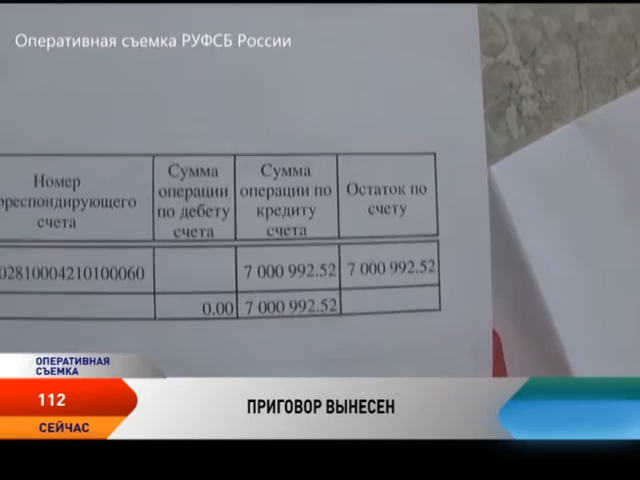 Оперативная съемка РУФСБ России
Номер
рреспондирующего
счета
Сумма
операции
по дебету
счета
Сумма
операции по
кредиту
счета
Остаток по
счету
02810004210100060
7 000 992.52
7 000 992.52
0.00
7 000 992.52
ОПЕРАТИВНАЯ
СЪЕМКА
112
СЕЙЧАС
ПРИГОВОР ВЫНЕСЕН